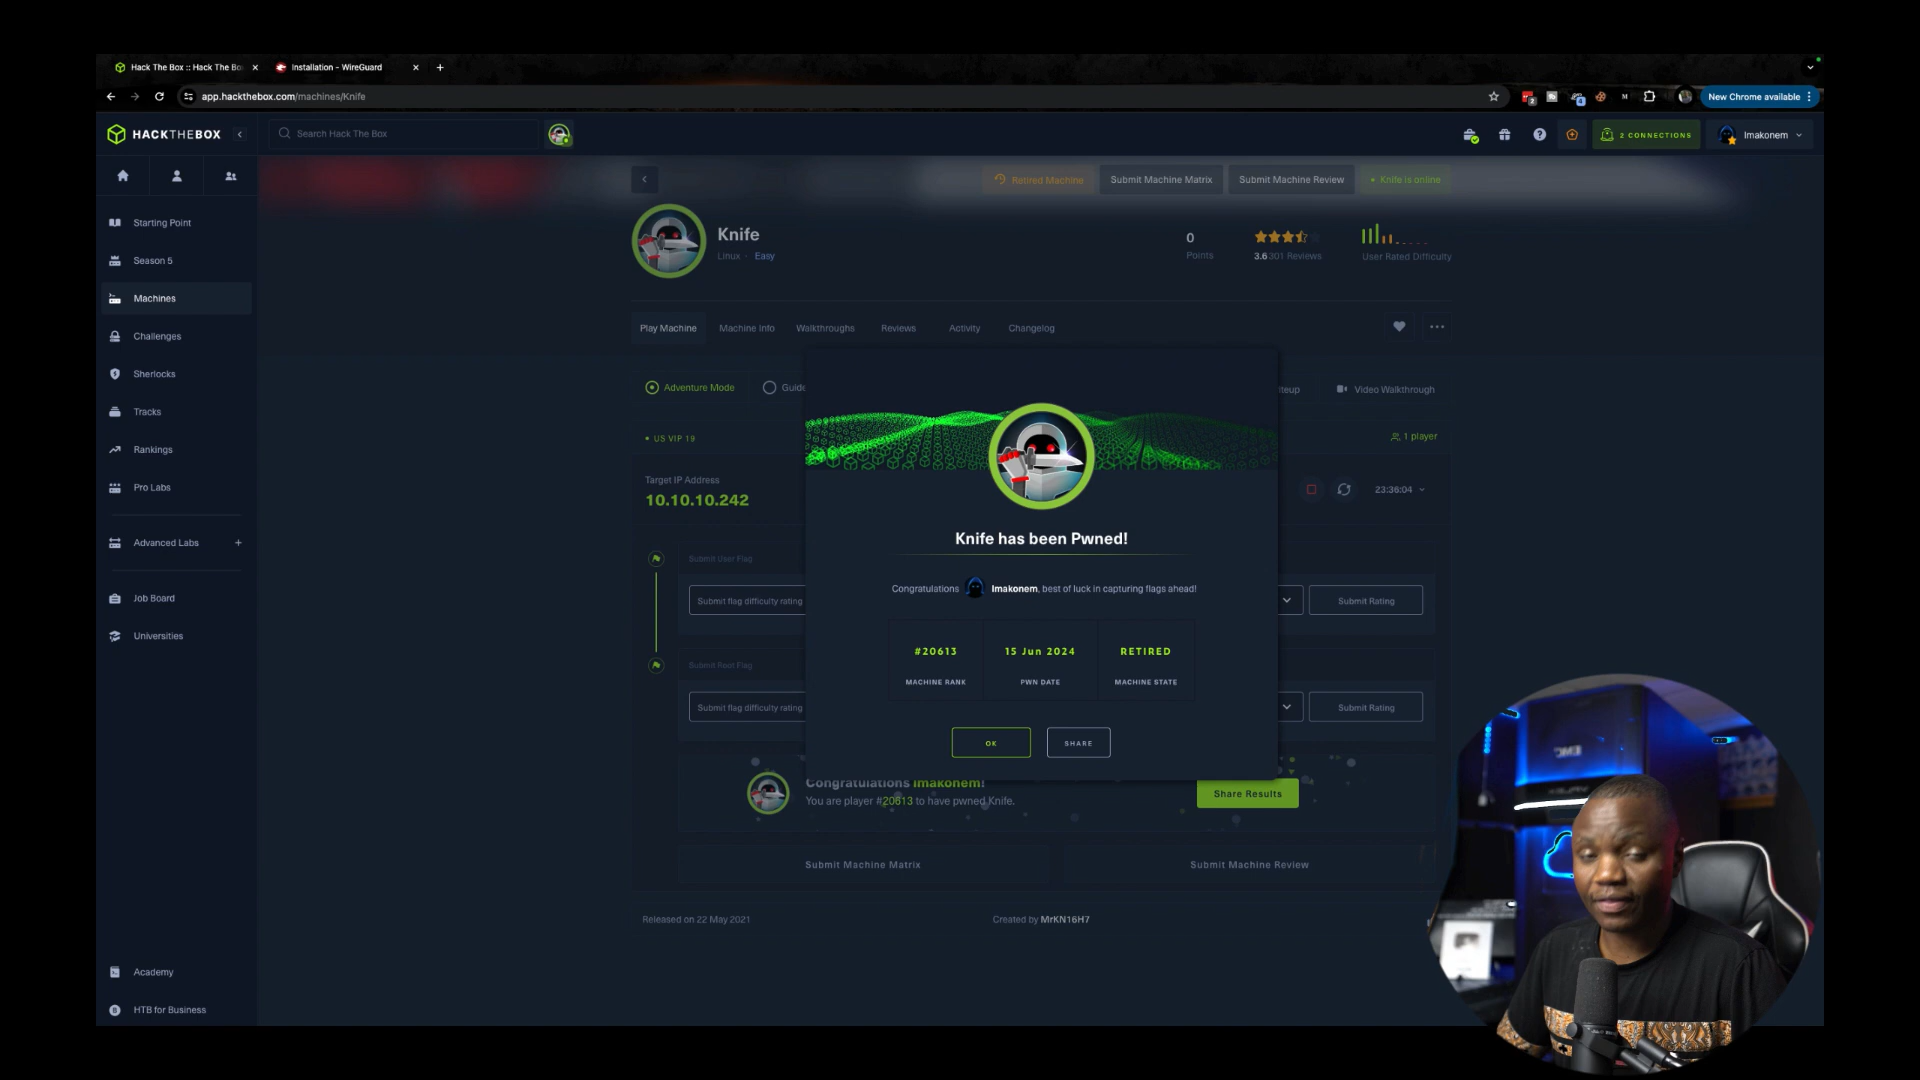 Hack The Box :: Hack The Bo
Installation - WireGuard
app.hackthebox.com/machines/Knife
New Chrome available
HACKTHEBOX
Search Hack The Box
2 CONNECTIONS
Imakonem
Retired Machine
Submit Machine Matrix
Submit Machine Review
Knife is online
Starting Point
Season 5
Machines
Challenges
Sherlocks
Tracks
Rankings
Pro Labs
Advanced Labs
Job Board
Universities
Academy
HTB for Business
Knife
Linux - Easy
0
Points
3.6 301 Reviews
User Rated Difficulty
Play Machine
Machine Info
Walkthroughs
Reviews
Activity
Changelog
Adventure Mode
Guide
iteup
Video Walkthrough
US VIP 19
1 player
Target IP Address
10.10.10.242
23:36:04
Submit User Flag
Submit flag difficulty rating
Submit Rating
Submit Root Flag
Submit flag difficulty rating
Submit Rating
Knife has been Pwned!
Congratulations Imakonem, best of luck in capturing flags ahead!
#20613
15 Jun 2024
RETIRED
MACHINE RANK
PWN DATE
MACHINE STATE
OK
SHARE
Congratulations Imakonem!
You are player #20613 to have pwned Knife.
Share Results
Submit Machine Matrix
Submit Machine Review
Released on 22 May 2021
Created by MrKN16H7